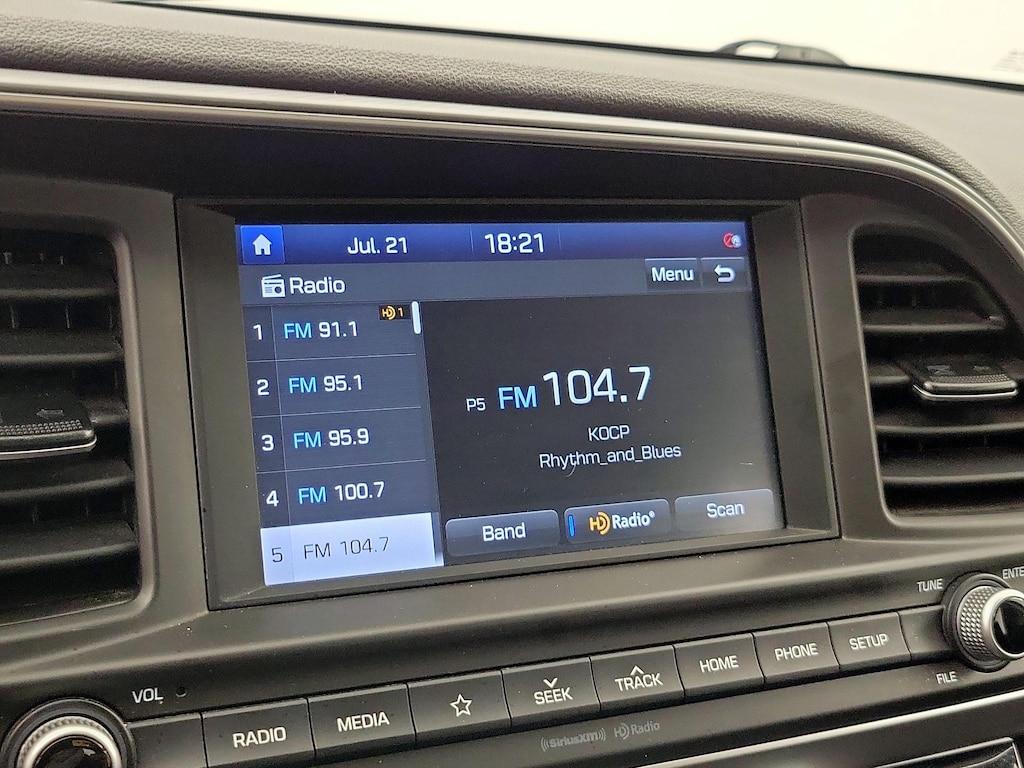 Jul. 21 18:21
Radio Menu
1 FM 91.1 HD 1
2 FM 95.1
3 FM 95.9
4 FM 100.7
5 FM 104.7
P5 FM 104.7
KOCP
Rhythm_and_Blues
Band HD Radio® Scan
TUNE
FILE
VOL
RADIO MEDIA SEEK TRACK HOME PHONE SETUP
((SiriusXM)) HD Radio